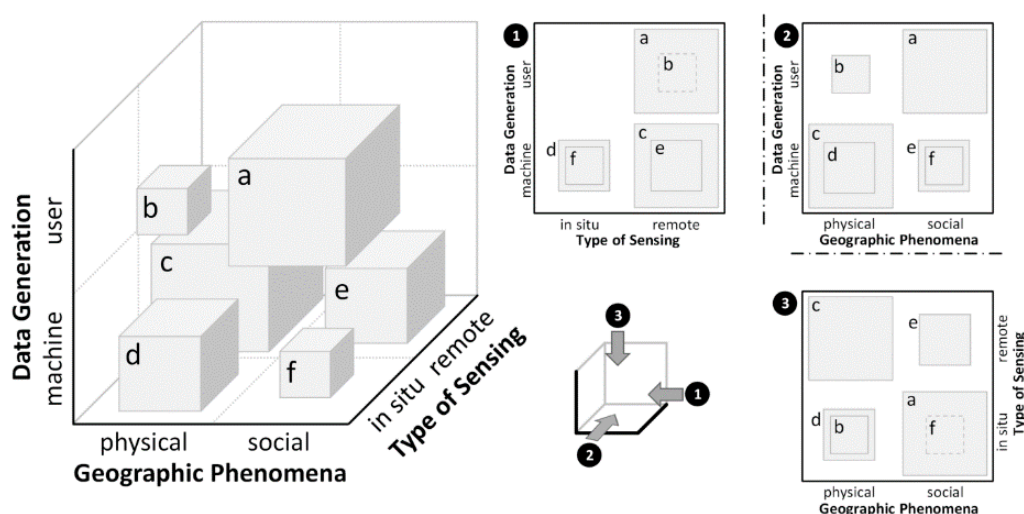 Data Generation
user
machine
a
b
c
d
e
f
physical
social
Geographic Phenomena
in situ
remote
Type of Sensing
1
Data Generation
user
machine
a
b
c
d
e
f
in situ
remote
Type of Sensing
2
Data Generation
user
machine
a
b
c
d
e
f
physical
social
Geographic Phenomena
3
1
2
3
c
e
a
d
b
f
remote
in situ
Type of Sensing
physical
social
Geographic Phenomena